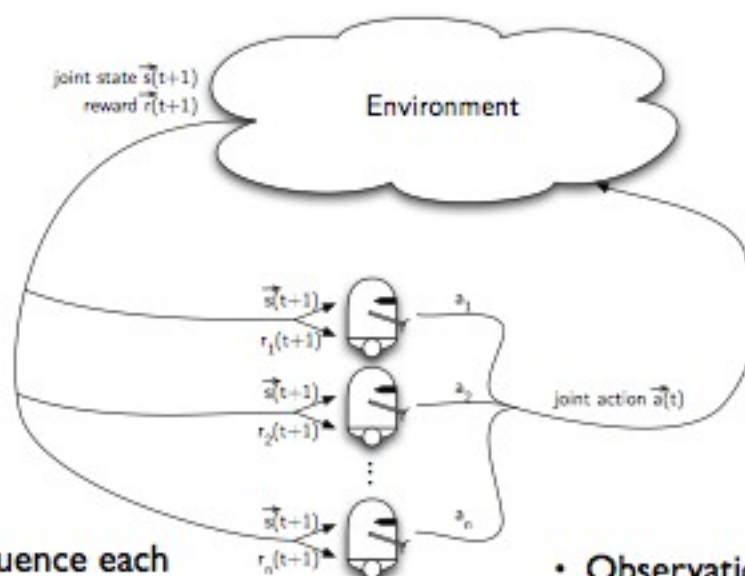 joint state s⃗(t+1)
reward r⃗(t+1)
Environment
s⃗(t+1)
r₁(t+1)
a₁
s⃗(t+1)
r₂(t+1)
a₂
joint action a⃗(t)
⋮
s⃗(t+1)
rₙ(t+1)
aₙ
uence each
• Observatio